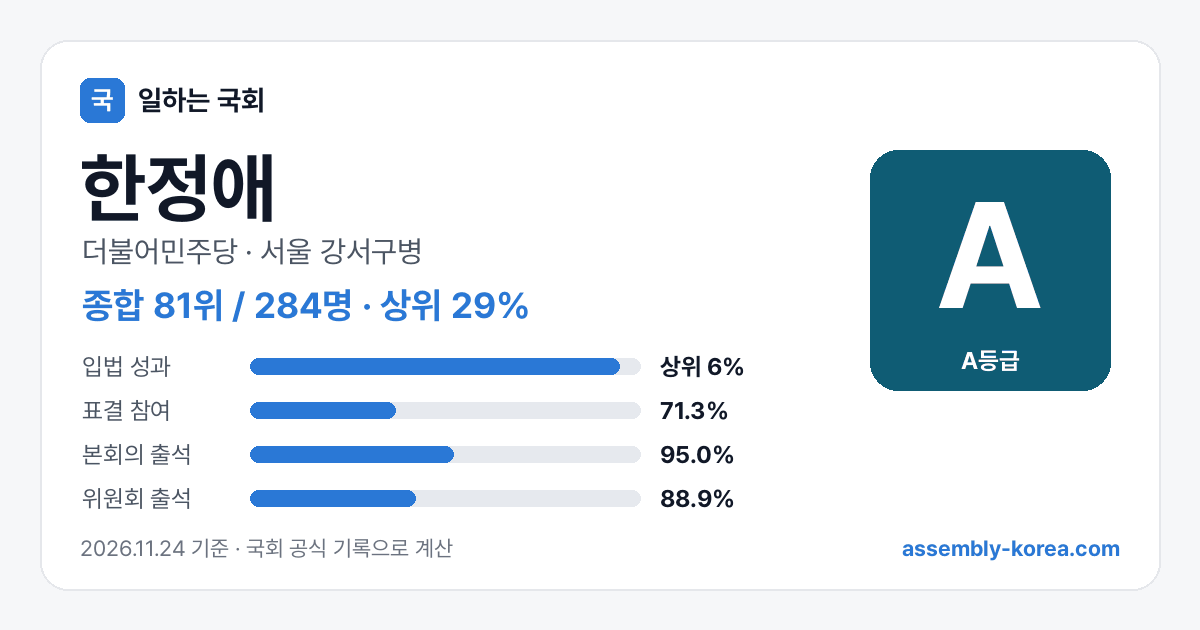 국 일하는 국회
한정애
더불어민주당 · 서울 강서구병
종합 81위 / 284명 · 상위 29%
A
A등급
입법 성과 상위 6%
표결 참여 71.3%
본회의 출석 95.0%
위원회 출석 88.9%
2026.11.24 기준 · 국회 공식 기록으로 계산
assembly-korea.com